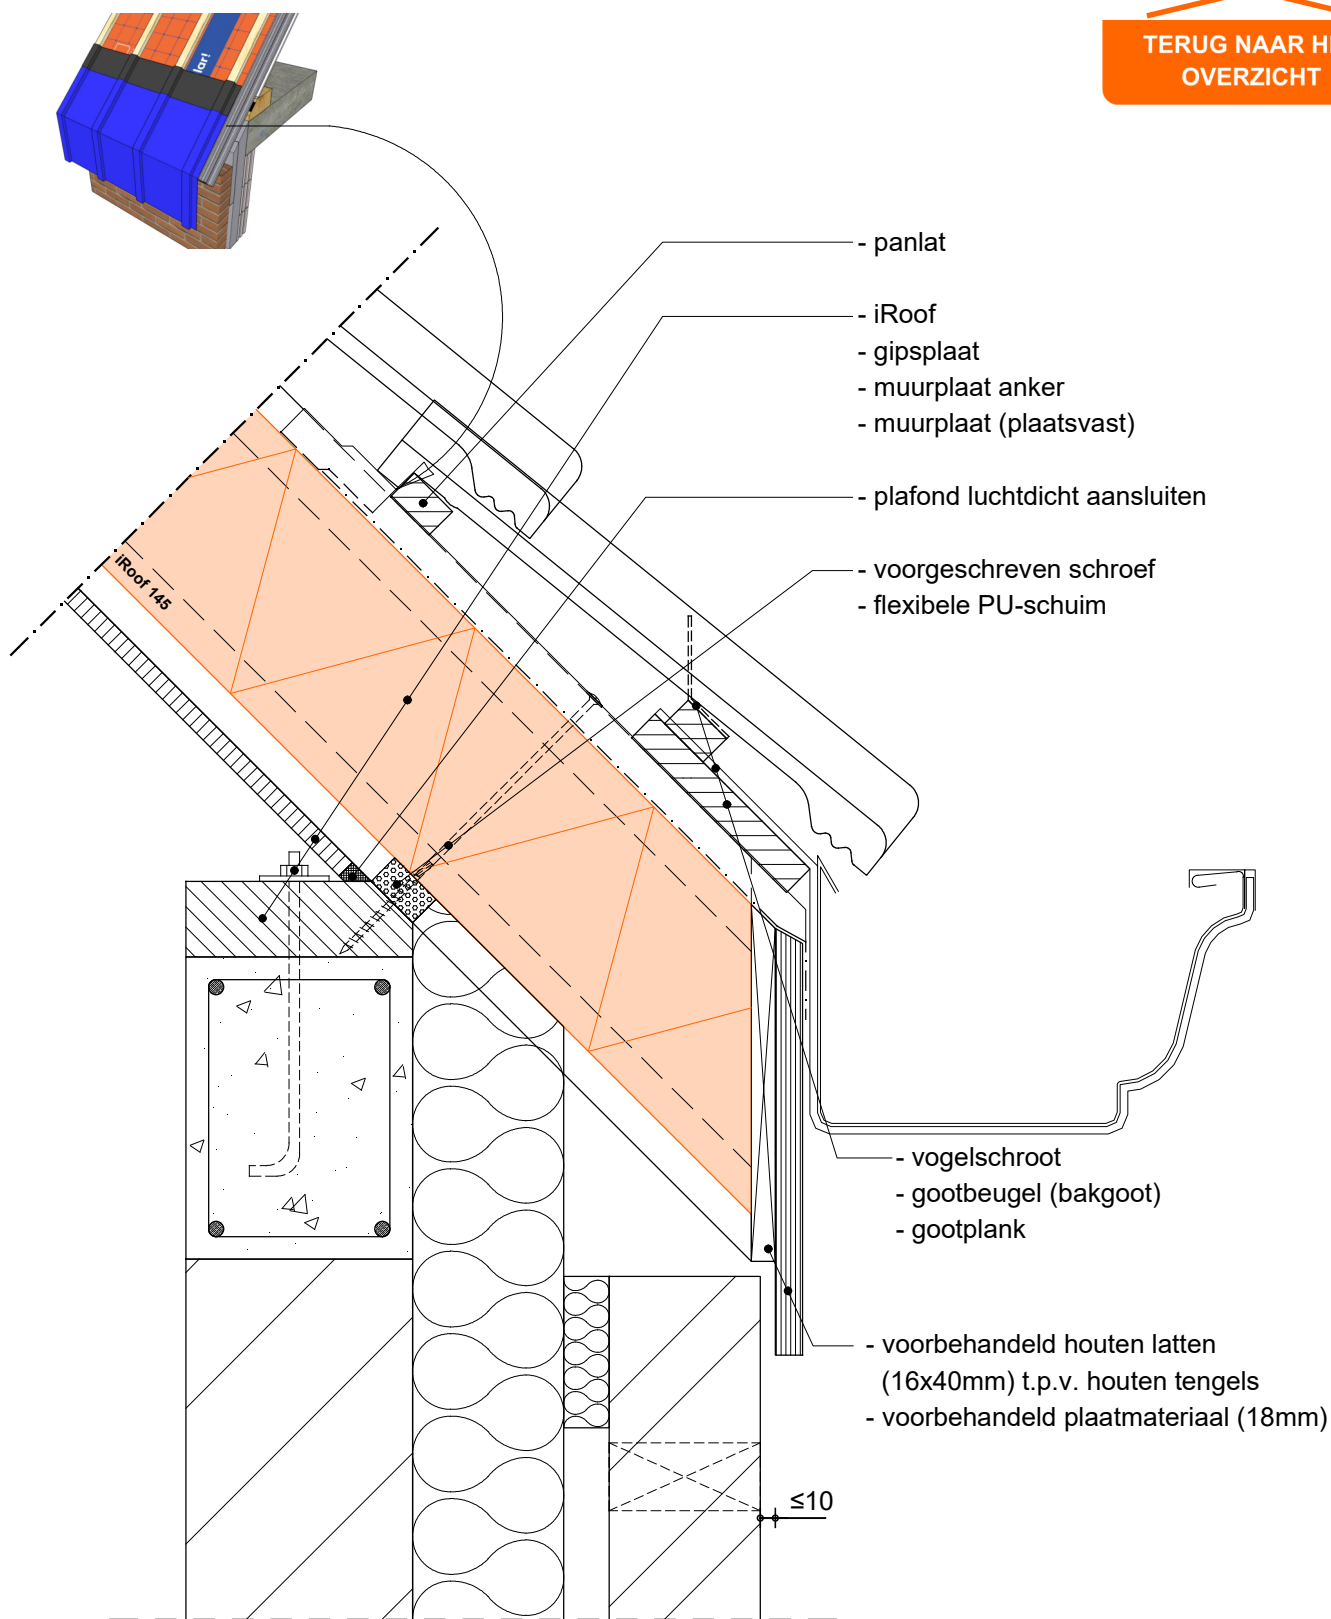 TERUG NAAR H
OVERZICHT
lar!
- panlat
- iRoof
- gipsplaat
- muurplaat anker
- muurplaat (plaatsvast)
- plafond luchtdicht aansluiten
- voorgeschreven schroef
- flexibele PU-schuim
iRoof 145
- vogelschroot
- gootbeugel (bakgoot)
- gootplank
- voorbehandeld houten latten
(16x40mm) t.p.v. houten tengels
- voorbehandeld plaatmateriaal (18mm)
≤10